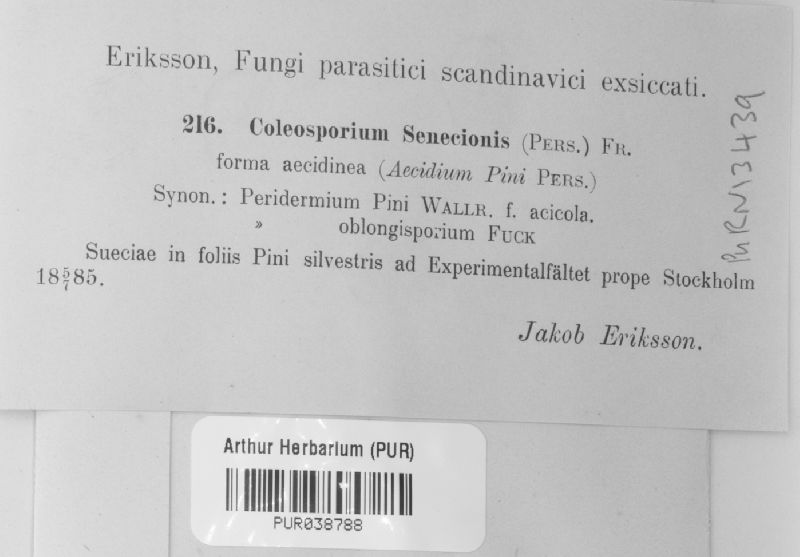 Eriksson, Fungi parasitici scandinavici exsiccati.
216. Coleosporium Senecionis (PERS.) FR.
forma aecidinea (Aecidium Pini PERS.)
Synon.: Peridermium Pini WALLR. f. acicola.
» oblongisporium FUCK
Sueciae in foliis Pini silvestris ad Experimentalfältet prope Stockholm
18 5/7 85.
Jakob Eriksson.
PURN13439
Arthur Herbarium (PUR)
PUR038788